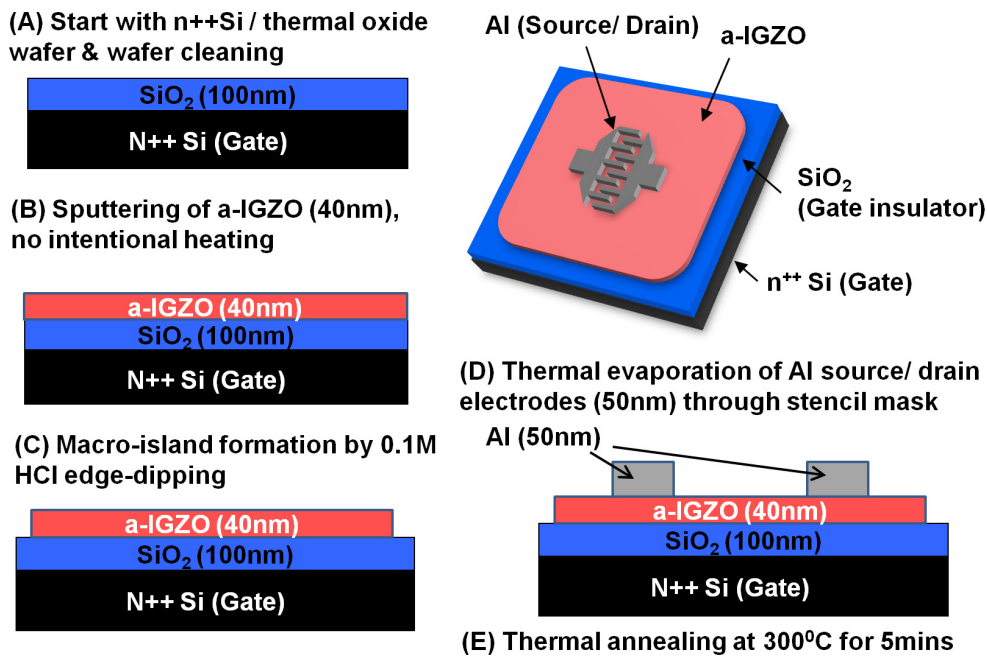 (A) Start with n++Si / thermal oxide
wafer & wafer cleaning
SiO₂ (100nm)
N++ Si (Gate)
(B) Sputtering of a-IGZO (40nm),
no intentional heating
a-IGZO (40nm)
SiO₂ (100nm)
N++ Si (Gate)
(C) Macro-island formation by 0.1M
HCl edge-dipping
a-IGZO (40nm)
SiO₂ (100nm)
N++ Si (Gate)
Al (Source/ Drain)
a-IGZO
SiO₂
(Gate insulator)
n⁺⁺ Si (Gate)
(D) Thermal evaporation of Al source/ drain
electrodes (50nm) through stencil mask
Al (50nm)
a-IGZO (40nm)
SiO₂ (100nm)
N++ Si (Gate)
(E) Thermal annealing at 300⁰C for 5mins